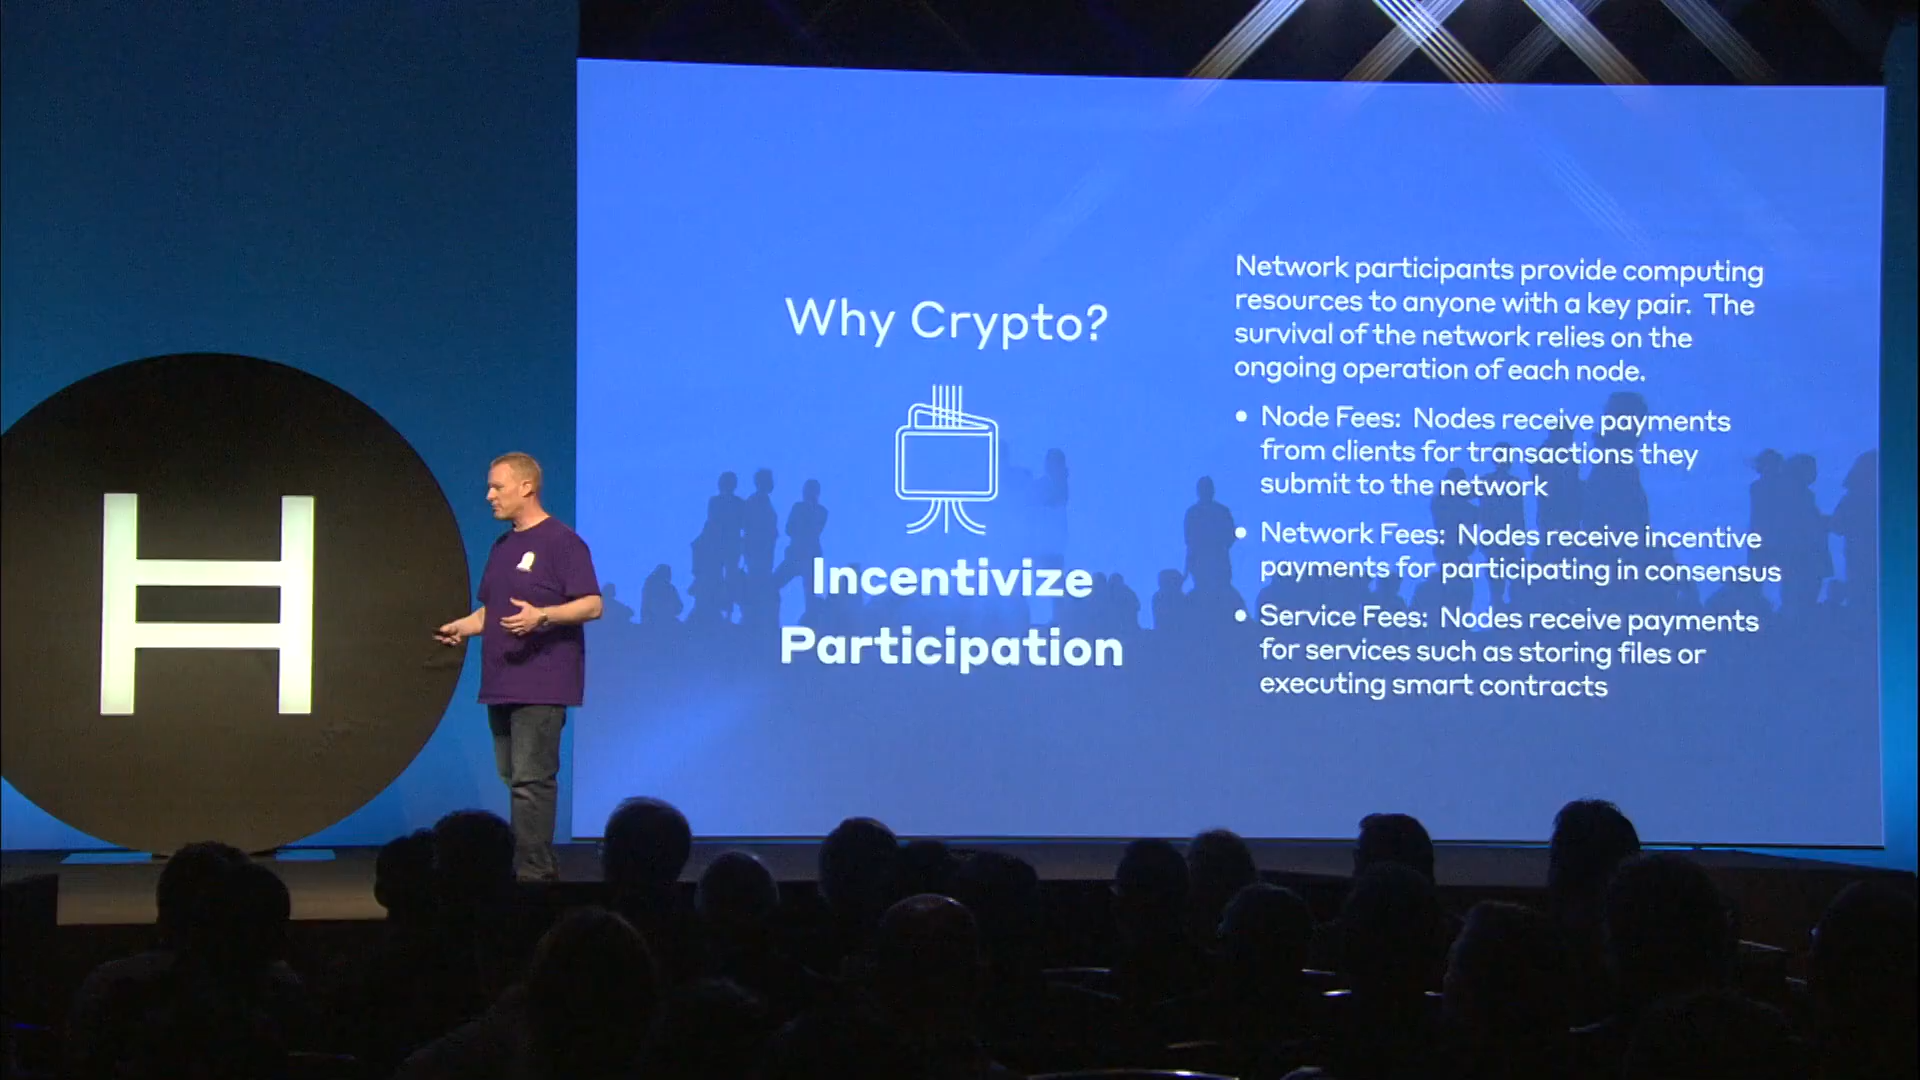 Why Crypto?
Incentivize
Participation
Network participants provide computing
resources to anyone with a key pair.  The
survival of the network relies on the
ongoing operation of each node.
• Node Fees:  Nodes receive payments
from clients for transactions they
submit to the network
• Network Fees:  Nodes receive incentive
payments for participating in consensus
• Service Fees:  Nodes receive payments
for services such as storing files or
executing smart contracts